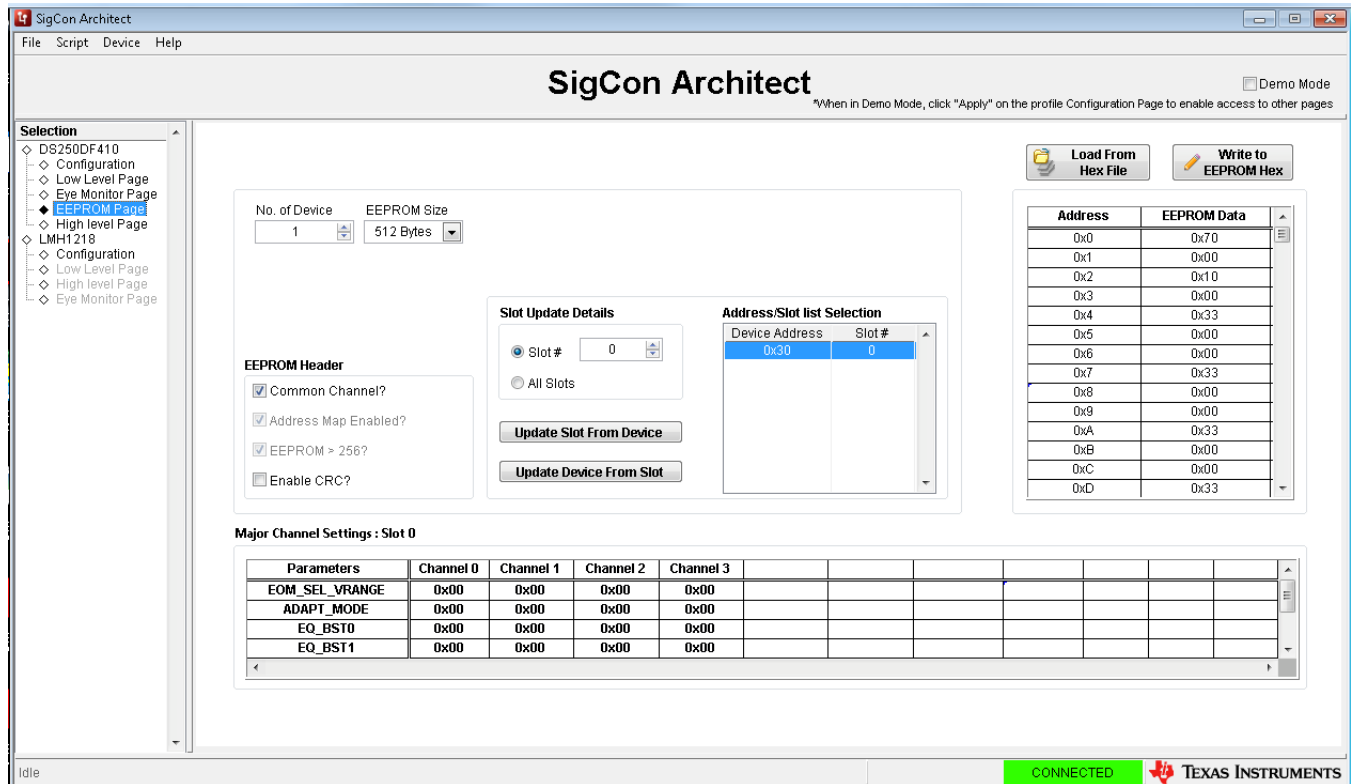 SigCon Architect
File Script Device Help
SigCon Architect
Demo Mode
"When in Demo Mode, click "Apply" on the profile Configuration Page to enable access to other pages
Selection
DS250DF410
Configuration
Low Level Page
Eye Monitor Page
EEPROM Page
High level Page
LMH1218
Configuration
Low Level Page
High level Page
Eye Monitor Page
Load From Hex File
Write to EEPROM Hex
No. of Device EEPROM Size
1 512 Bytes
EEPROM Header
Common Channel?
Address Map Enabled?
EEPROM > 256?
Enable CRC?
Slot Update Details
Slot # 0
All Slots
Update Slot From Device
Update Device From Slot
Address/Slot list Selection
Device Address Slot #
0x30 0
Address EEPROM Data
0x0 0x70
0x1 0x00
0x2 0x10
0x3 0x00
0x4 0x33
0x5 0x00
0x6 0x00
0x7 0x33
0x8 0x00
0x9 0x00
0xA 0x33
0xB 0x00
0xC 0x00
0xD 0x33
Major Channel Settings : Slot 0
Parameters Channel 0 Channel 1 Channel 2 Channel 3
EOM_SEL_VRANGE 0x00 0x00 0x00 0x00
ADAPT_MODE 0x00 0x00 0x00 0x00
EQ_BST0 0x00 0x00 0x00 0x00
EQ_BST1 0x00 0x00 0x00 0x00
Idle
CONNECTED
TEXAS INSTRUMENTS